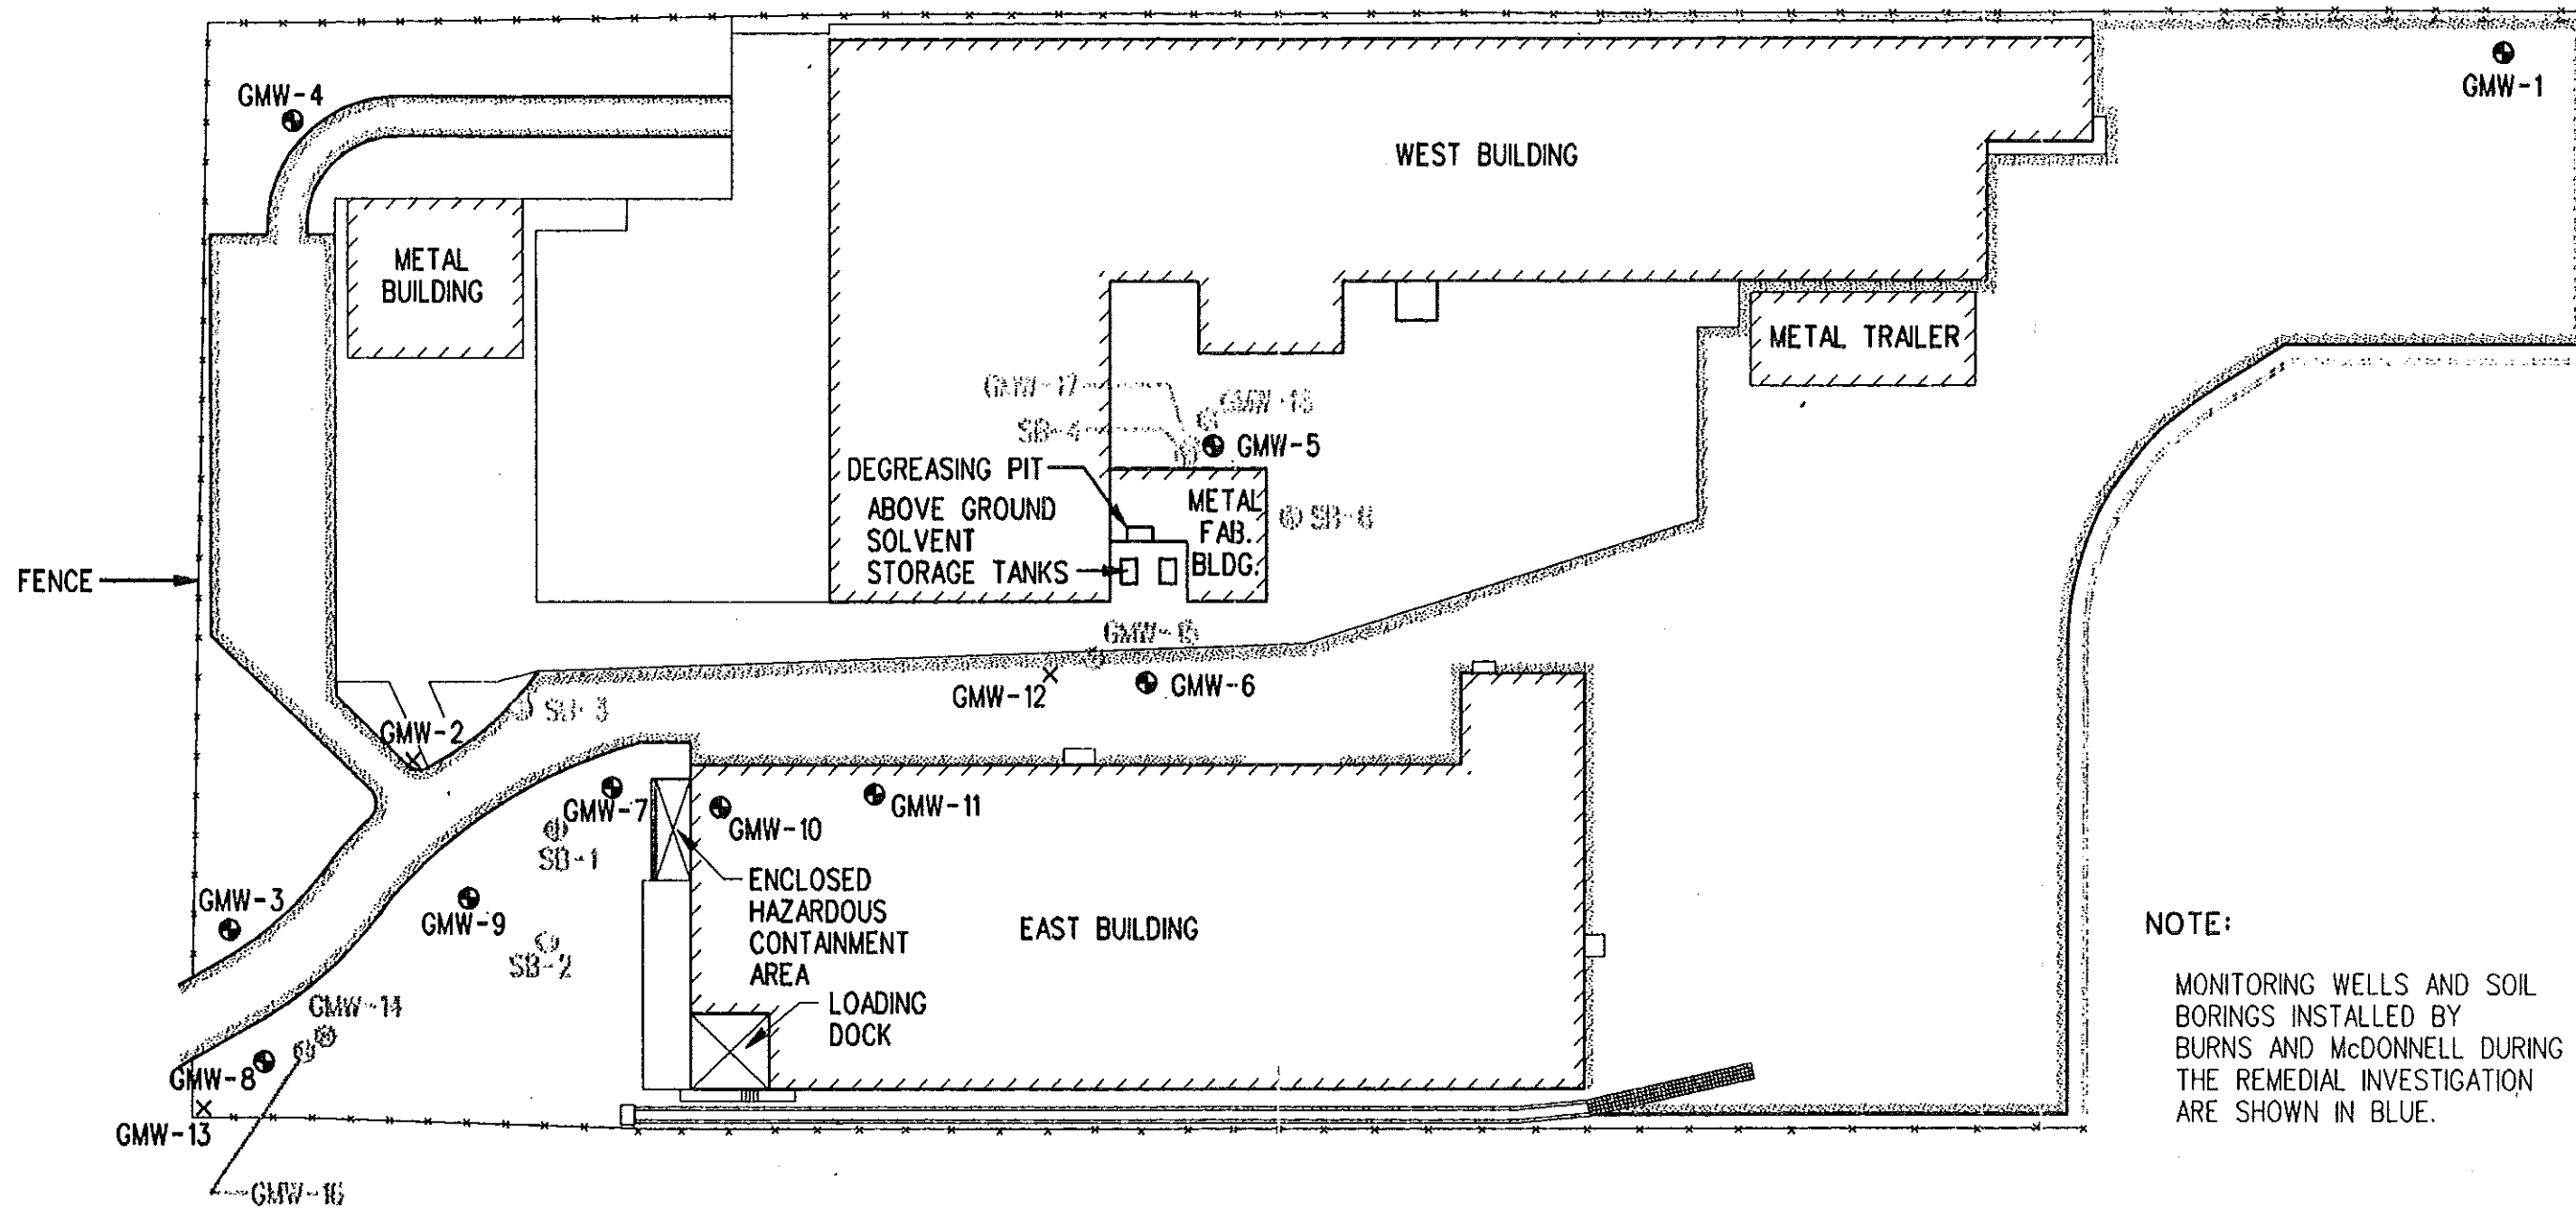 GMW-4
GMW-1
WEST BUILDING
METAL
BUILDING
METAL TRAILER
GMW-17
SB-4
GMW-5
DEGREASING PIT
ABOVE GROUND
SOLVENT
STORAGE TANKS
METAL
FAB.
BLDG.
FENCE
GMW-15
GMW-12
GMW-6
SB-3
GMW-2
GMW-7
GMW-10
GMW-11
SB-1
ENCLOSED
HAZARDOUS
CONTAINMENT
AREA
GMW-3
GMW-9
SB-2
EAST BUILDING
LOADING
DOCK
GMW-14
GMW-8
GMW-13
GMW-16
NOTE:
MONITORING WELLS AND SOIL
BORINGS INSTALLED BY
BURNS AND McDONNELL DURING
THE REMEDIAL INVESTIGATION
ARE SHOWN IN BLUE.